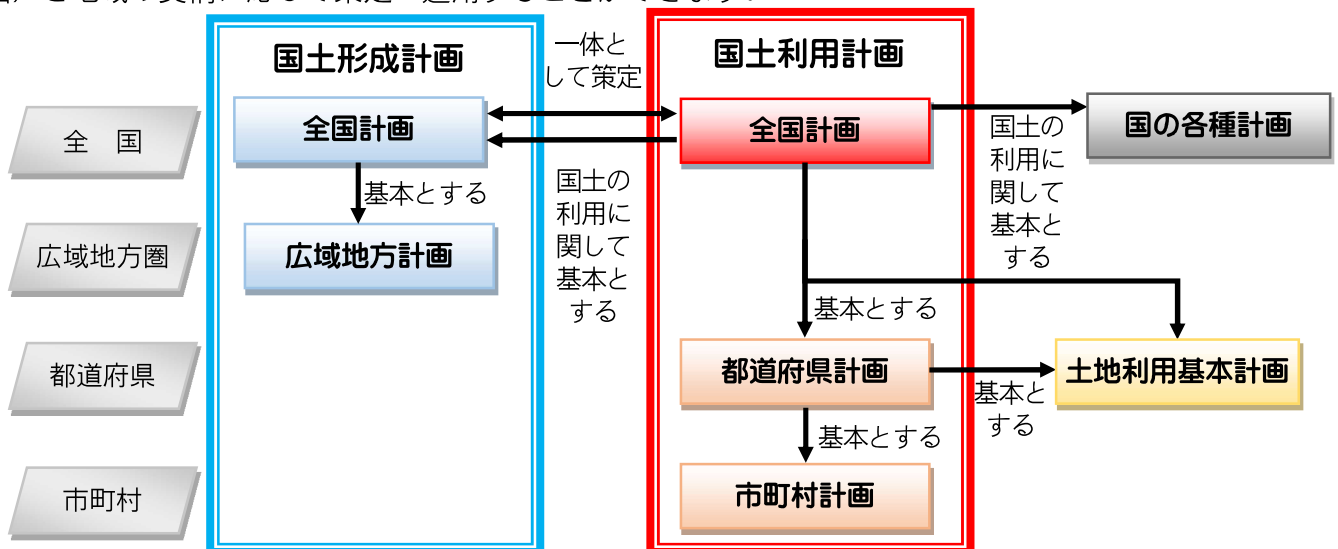 国土形成計画
一体と
して策定
国土利用計画
全　国
全国計画
全国計画
国の各種計画
基本とする
国土の
利用に
関して
基本と
する
国土の
利用に
関して
基本と
する
広域地方圏
広域地方計画
基本とする
都道府県
都道府県計画
土地利用基本計画
基本と
する
基本とする
市町村
市町村計画